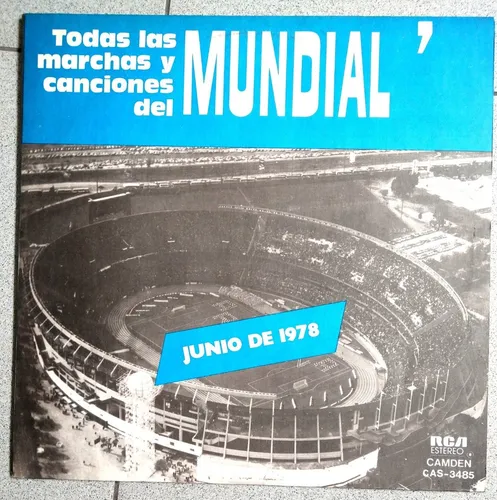 Todas las
marchas y
canciones
del
MUNDIAL '
JUNIO DE 1978
RCA
ESTEREO
CAMDEN
CAS-3485